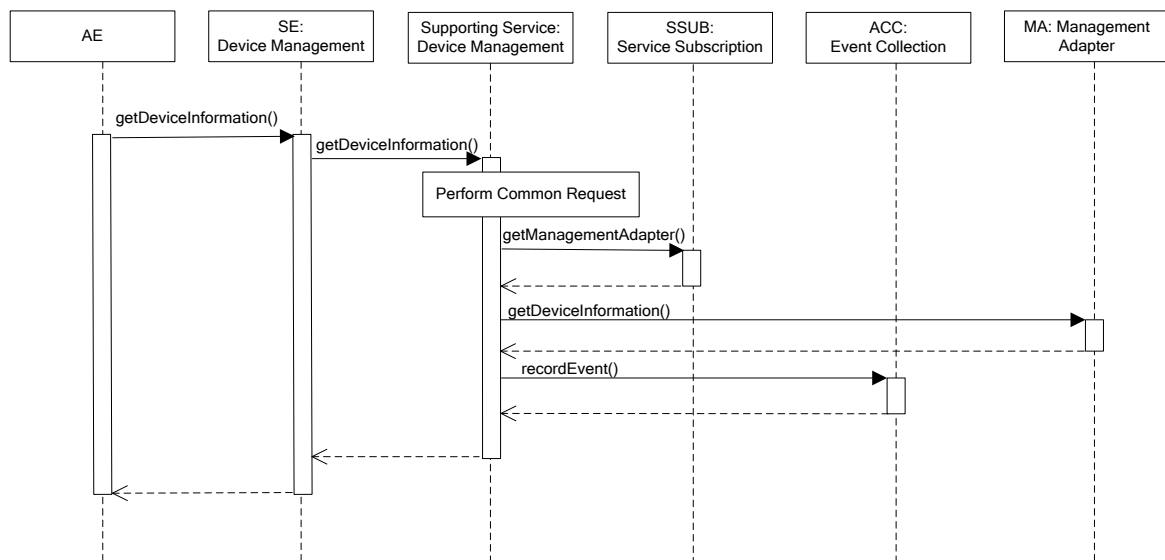 AE
SE:
Device Management
Supporting Service:
Device Management
SSUB:
Service Subscription
ACC:
Event Collection
MA: Management
Adapter
getDeviceInformation()
getDeviceInformation()
Perform Common Request
getManagementAdapter()
getDeviceInformation()
recordEvent()